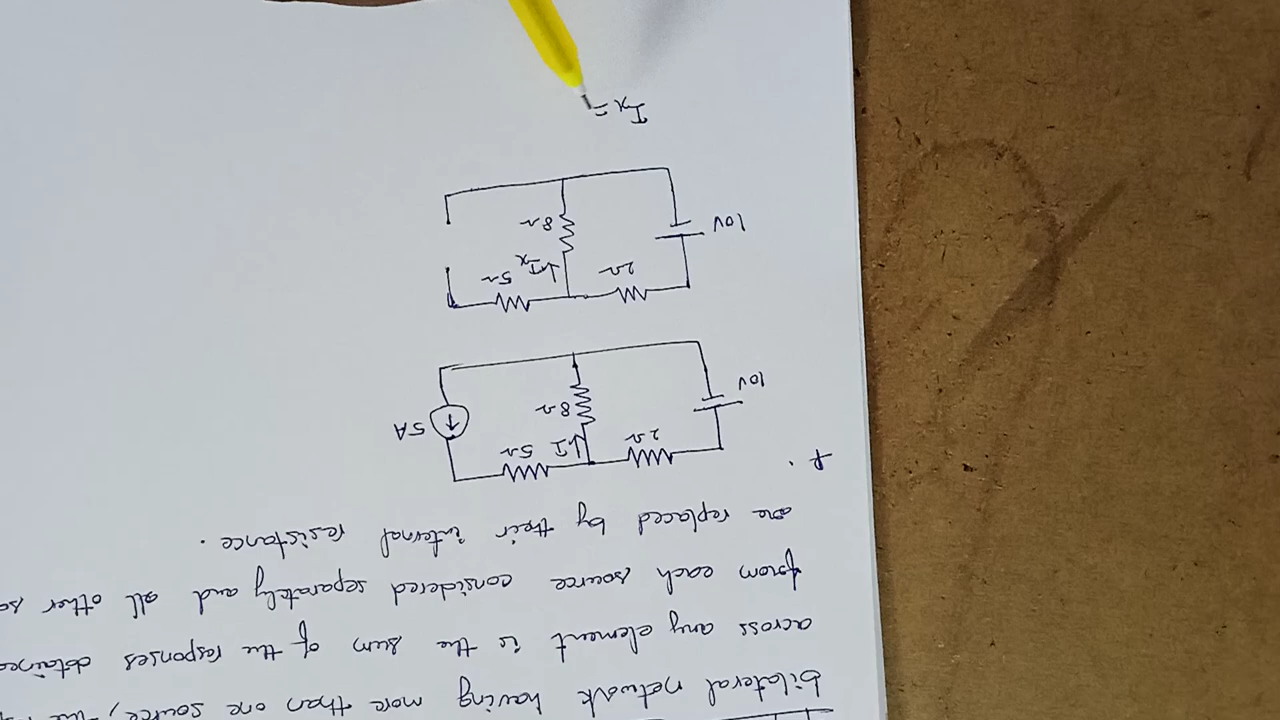 bilateral network having more than one source, the
across any element is the sum of the responses obtained
from each source considered separately and all other so
are replaced by their internal resistance.
2Ω 5Ω
↓I
10V 8Ω 5A
2Ω 5Ω
↓Ix
10V 8Ω
Ix =